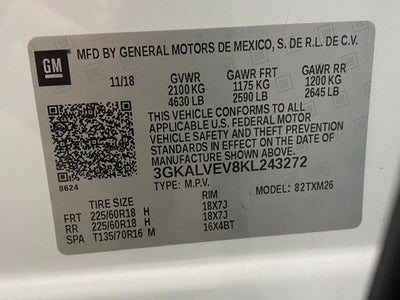 GM
MFD BY GENERAL MOTORS DE MEXICO, S. DE R.L. DE C.V.
11/18 GVWR GAWR FRT GAWR RR
2100 KG 1175 KG 1200 KG
4630 LB 2590 LB 2645 LB
THIS VEHICLE CONFORMS TO ALL
APPLICABLE U.S. FEDERAL MOTOR
VEHICLE SAFETY AND THEFT
PREVENTION STANDARDS IN EFFECT
ON THE DATE OF MANUFACTURE
SHOWN ABOVE.
8624
3GKALVEV8KL243272
TYPE: M.P.V. MODEL: 82TXM26
TIRE SIZE RIM
FRT 225/60R18 H 18X7J
RR 225/60R18 H 18X7J
SPA T135/70R16 M 16X4BT